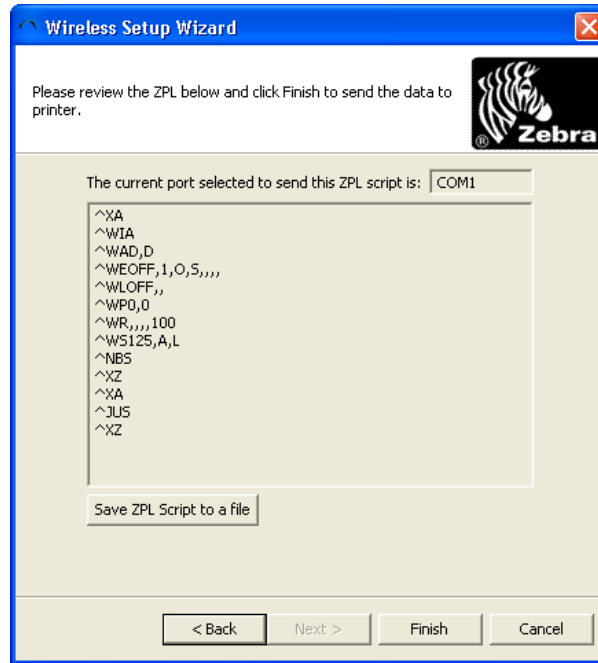 Wireless Setup Wizard
Please review the ZPL below and click Finish to send the data to
printer.
Zebra
®
The current port selected to send this ZPL script is: COM1
^XA
^WIA
^WAD,D
^WEOFF,1,O,S,,,,
^WLOFF,,
^WP0,0
^WR,,,,100
^WS125,A,L
^NBS
^XZ
^XA
^JUS
^XZ
Save ZPL Script to a file
< Back Next > Finish Cancel